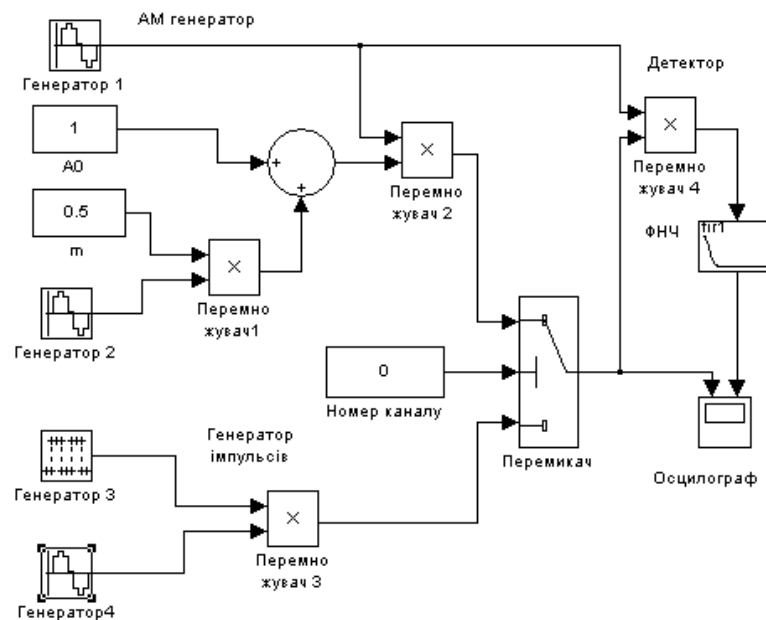 АМ генератор
Генератор 1
1
A0
0.5
m
Генератор 2
Перемно
жувач1
Перемно
жувач 2
Детектор
Перемно
жувач 4
ФНЧ
fir1
0
Номер каналу
Перемикач
Осцилограф
Генератор
імпульсів
Генератор 3
Перемно
жувач 3
Генератор4